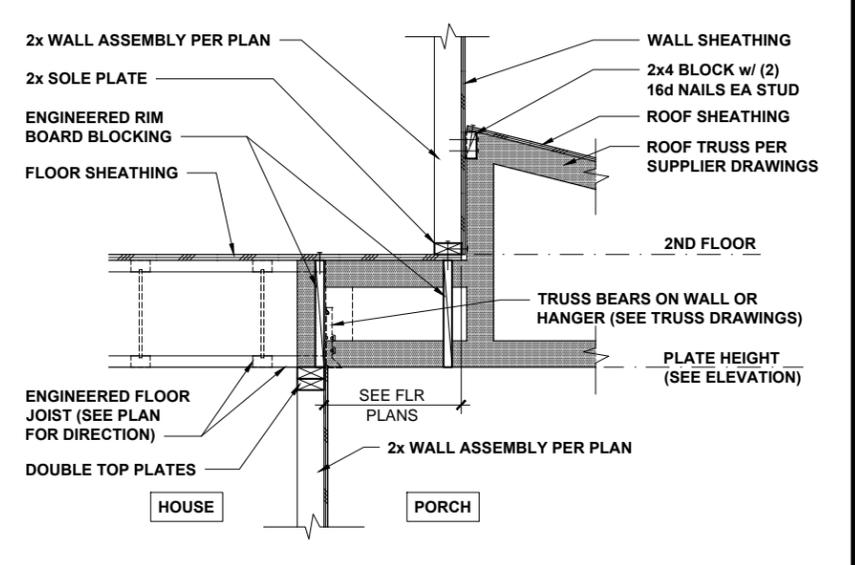 2x WALL ASSEMBLY PER PLAN
2x SOLE PLATE
ENGINEERED RIM
BOARD BLOCKING
FLOOR SHEATHING
WALL SHEATHING
2x4 BLOCK w/ (2)
16d NAILS EA STUD
ROOF SHEATHING
ROOF TRUSS PER
SUPPLIER DRAWINGS
2ND FLOOR
TRUSS BEARS ON WALL OR
HANGER (SEE TRUSS DRAWINGS)
PLATE HEIGHT
(SEE ELEVATION)
ENGINEERED FLOOR
JOIST (SEE PLAN
FOR DIRECTION)
DOUBLE TOP PLATES
SEE FLR
PLANS
2x WALL ASSEMBLY PER PLAN
HOUSE
PORCH